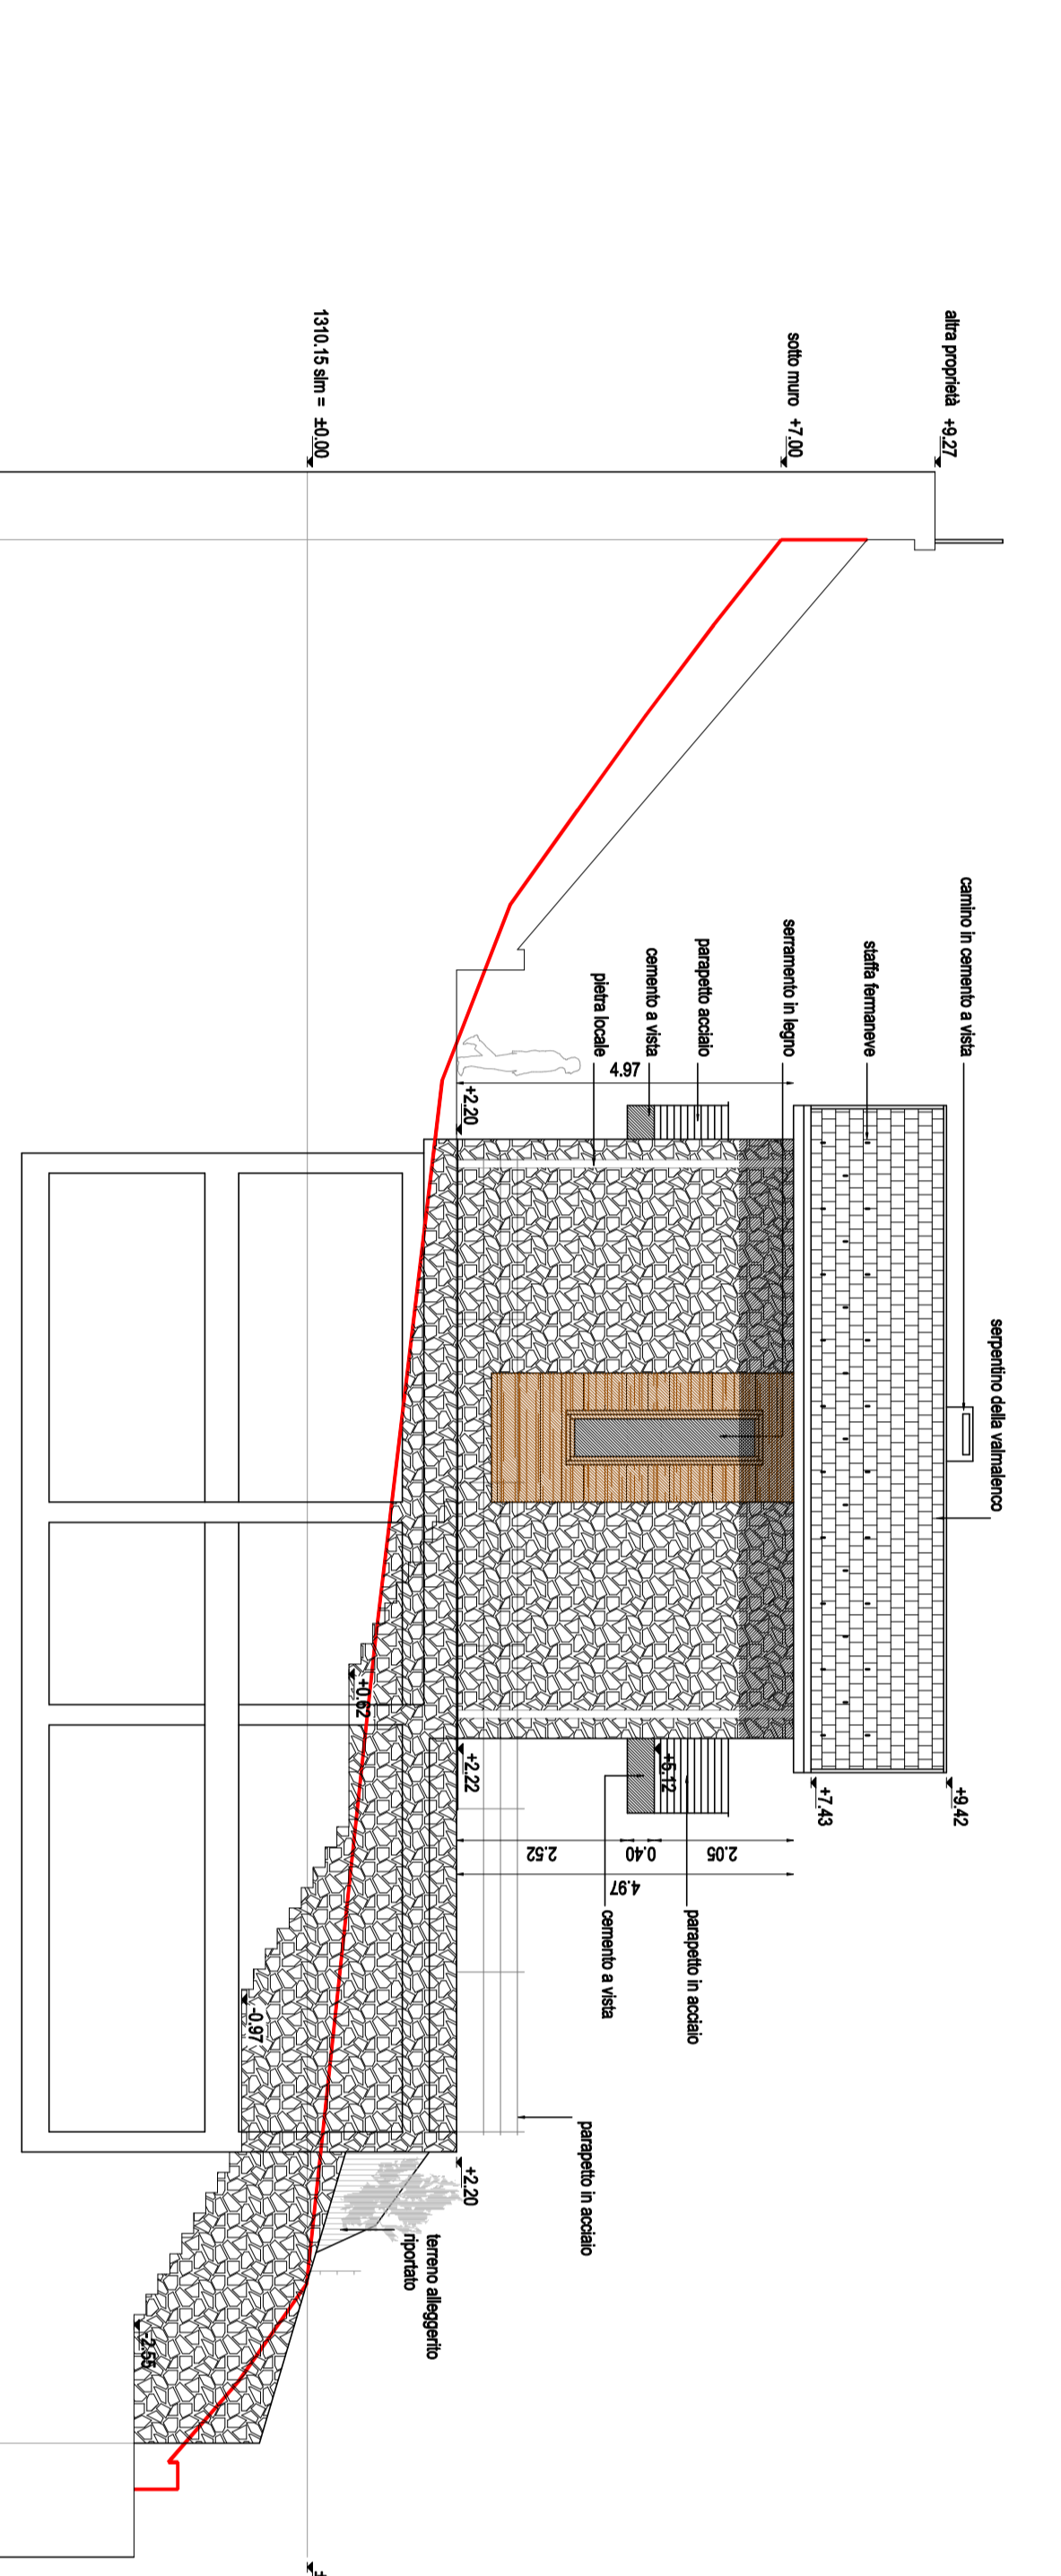 altra proprietà +9.27
sotto muro +7.00
1310.15 slm = ±0.00
camino in cemento a vista
staffa fermaneve
serramento in legno
parapetto acciaio
cemento a vista
pietra locale
4.97
+2.20
serpentino della valmalenco
+9.42
+7.43
+5.12
+2.22
+0.62
2.05
0.40
2.52
4.97
parapetto in acciaio
cemento a vista
-0.97
parapetto in acciaio
+2.20
terreno alleggerito
riportato
-2.55